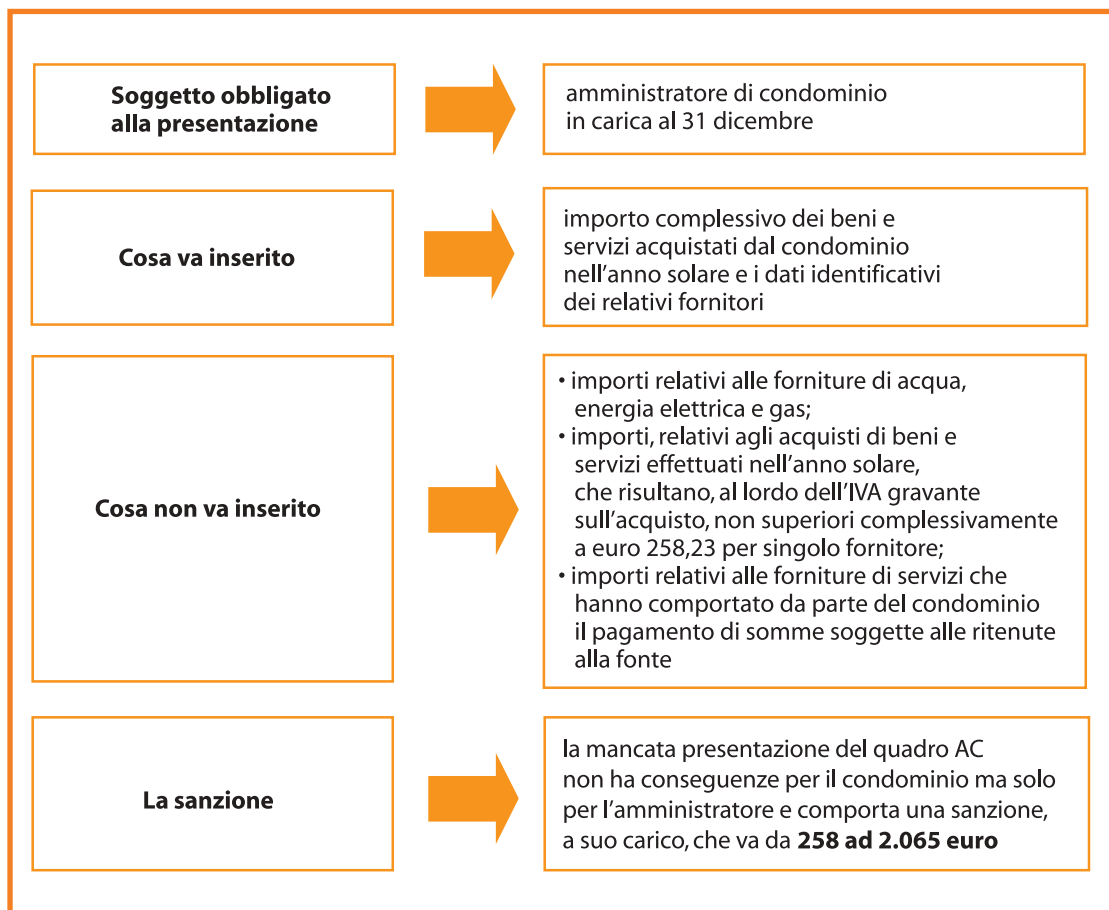 Soggetto obbligato
alla presentazione
amministratore di condominio
in carica al 31 dicembre
Cosa va inserito
importo complessivo dei beni e
servizi acquistati dal condominio
nell'anno solare e i dati identificativi
dei relativi fornitori
Cosa non va inserito
• importi relativi alle forniture di acqua,
energia elettrica e gas;
• importi, relativi agli acquisti di beni e
servizi effettuati nell'anno solare,
che risultano, al lordo dell'IVA gravante
sull'acquisto, non superiori complessivamente
a euro 258,23 per singolo fornitore;
• importi relativi alle forniture di servizi che
hanno comportato da parte del condominio
il pagamento di somme soggette alle ritenute
alla fonte
La sanzione
la mancata presentazione del quadro AC
non ha conseguenze per il condominio ma solo
per l'amministratore e comporta una sanzione,
a suo carico, che va da 258 ad 2.065 euro